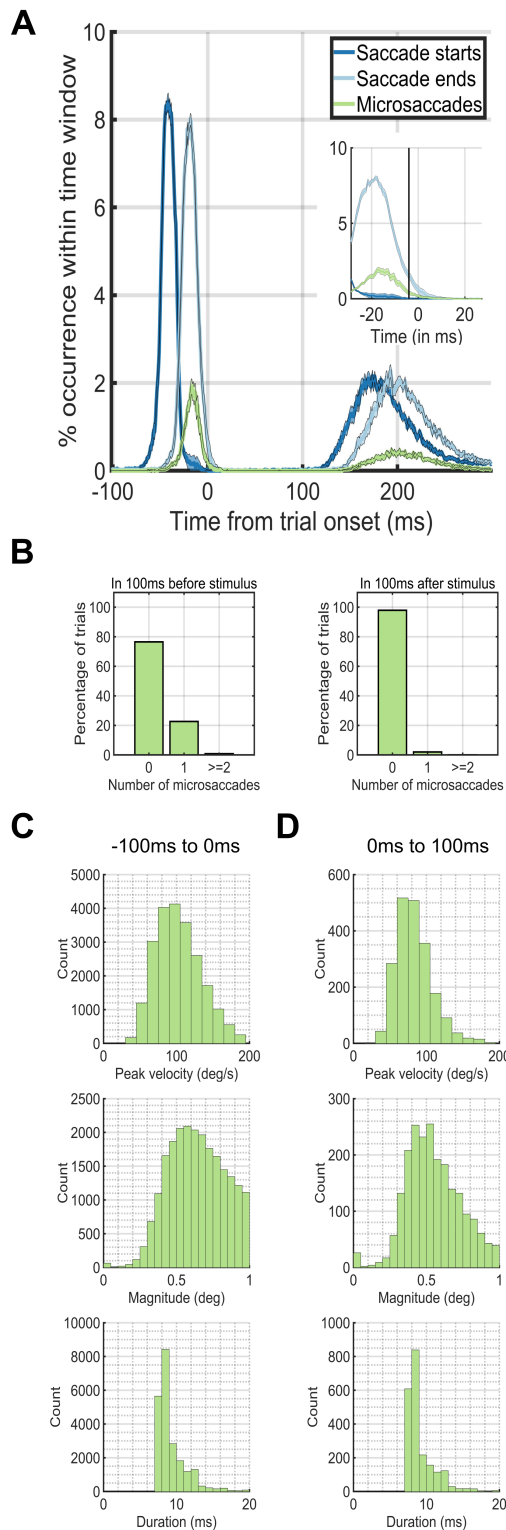 A
% occurrence within time window
10
8
6
4
2
0
-100 0 100 200
Time from trial onset (ms)
Saccade starts
Saccade ends
Microsaccades
10
5
0
-20 0 20
Time (in ms)
B
In 100ms before stimulus
Percentage of trials
100
80
60
40
20
0
0 1 >=2
Number of microsaccades
In 100ms after stimulus
Percentage of trials
100
80
60
40
20
0
0 1 >=2
Number of microsaccades
C
-100ms to 0ms
Count
5000
4000
3000
2000
1000
0
0 100 200
Peak velocity (deg/s)
Count
2500
2000
1500
1000
500
0
0 0.5 1
Magnitude (deg)
Count
10000
8000
6000
4000
2000
0
0 10 20
Duration (ms)
D
0ms to 100ms
Count
600
400
200
0
0 100 200
Peak velocity (deg/s)
Count
300
200
100
0
0 0.5 1
Magnitude (deg)
Count
1000
800
600
400
200
0
0 10 20
Duration (ms)